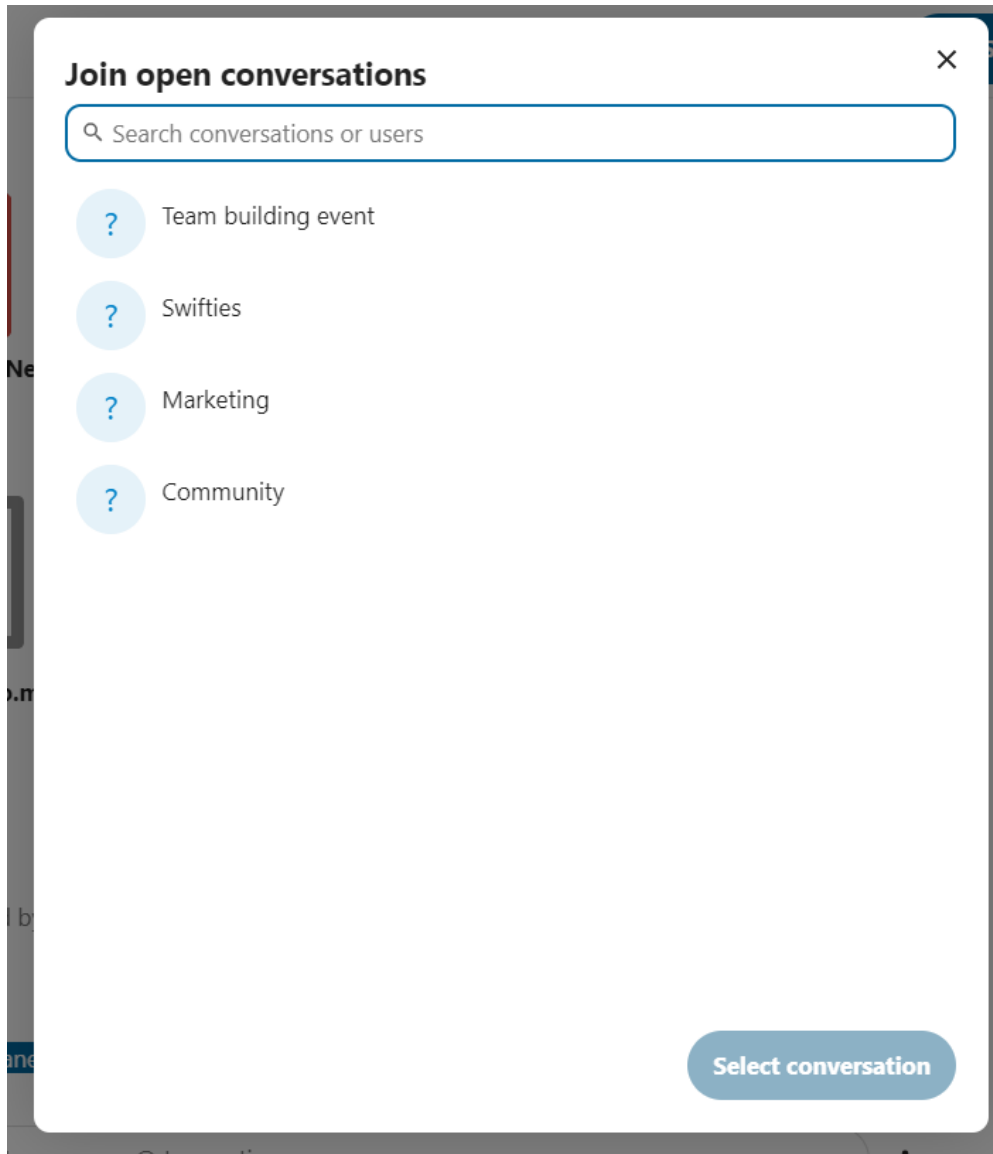 Join open conversations
Search conversations or users
? Team building event
? Swifties
? Marketing
? Community
Select conversation